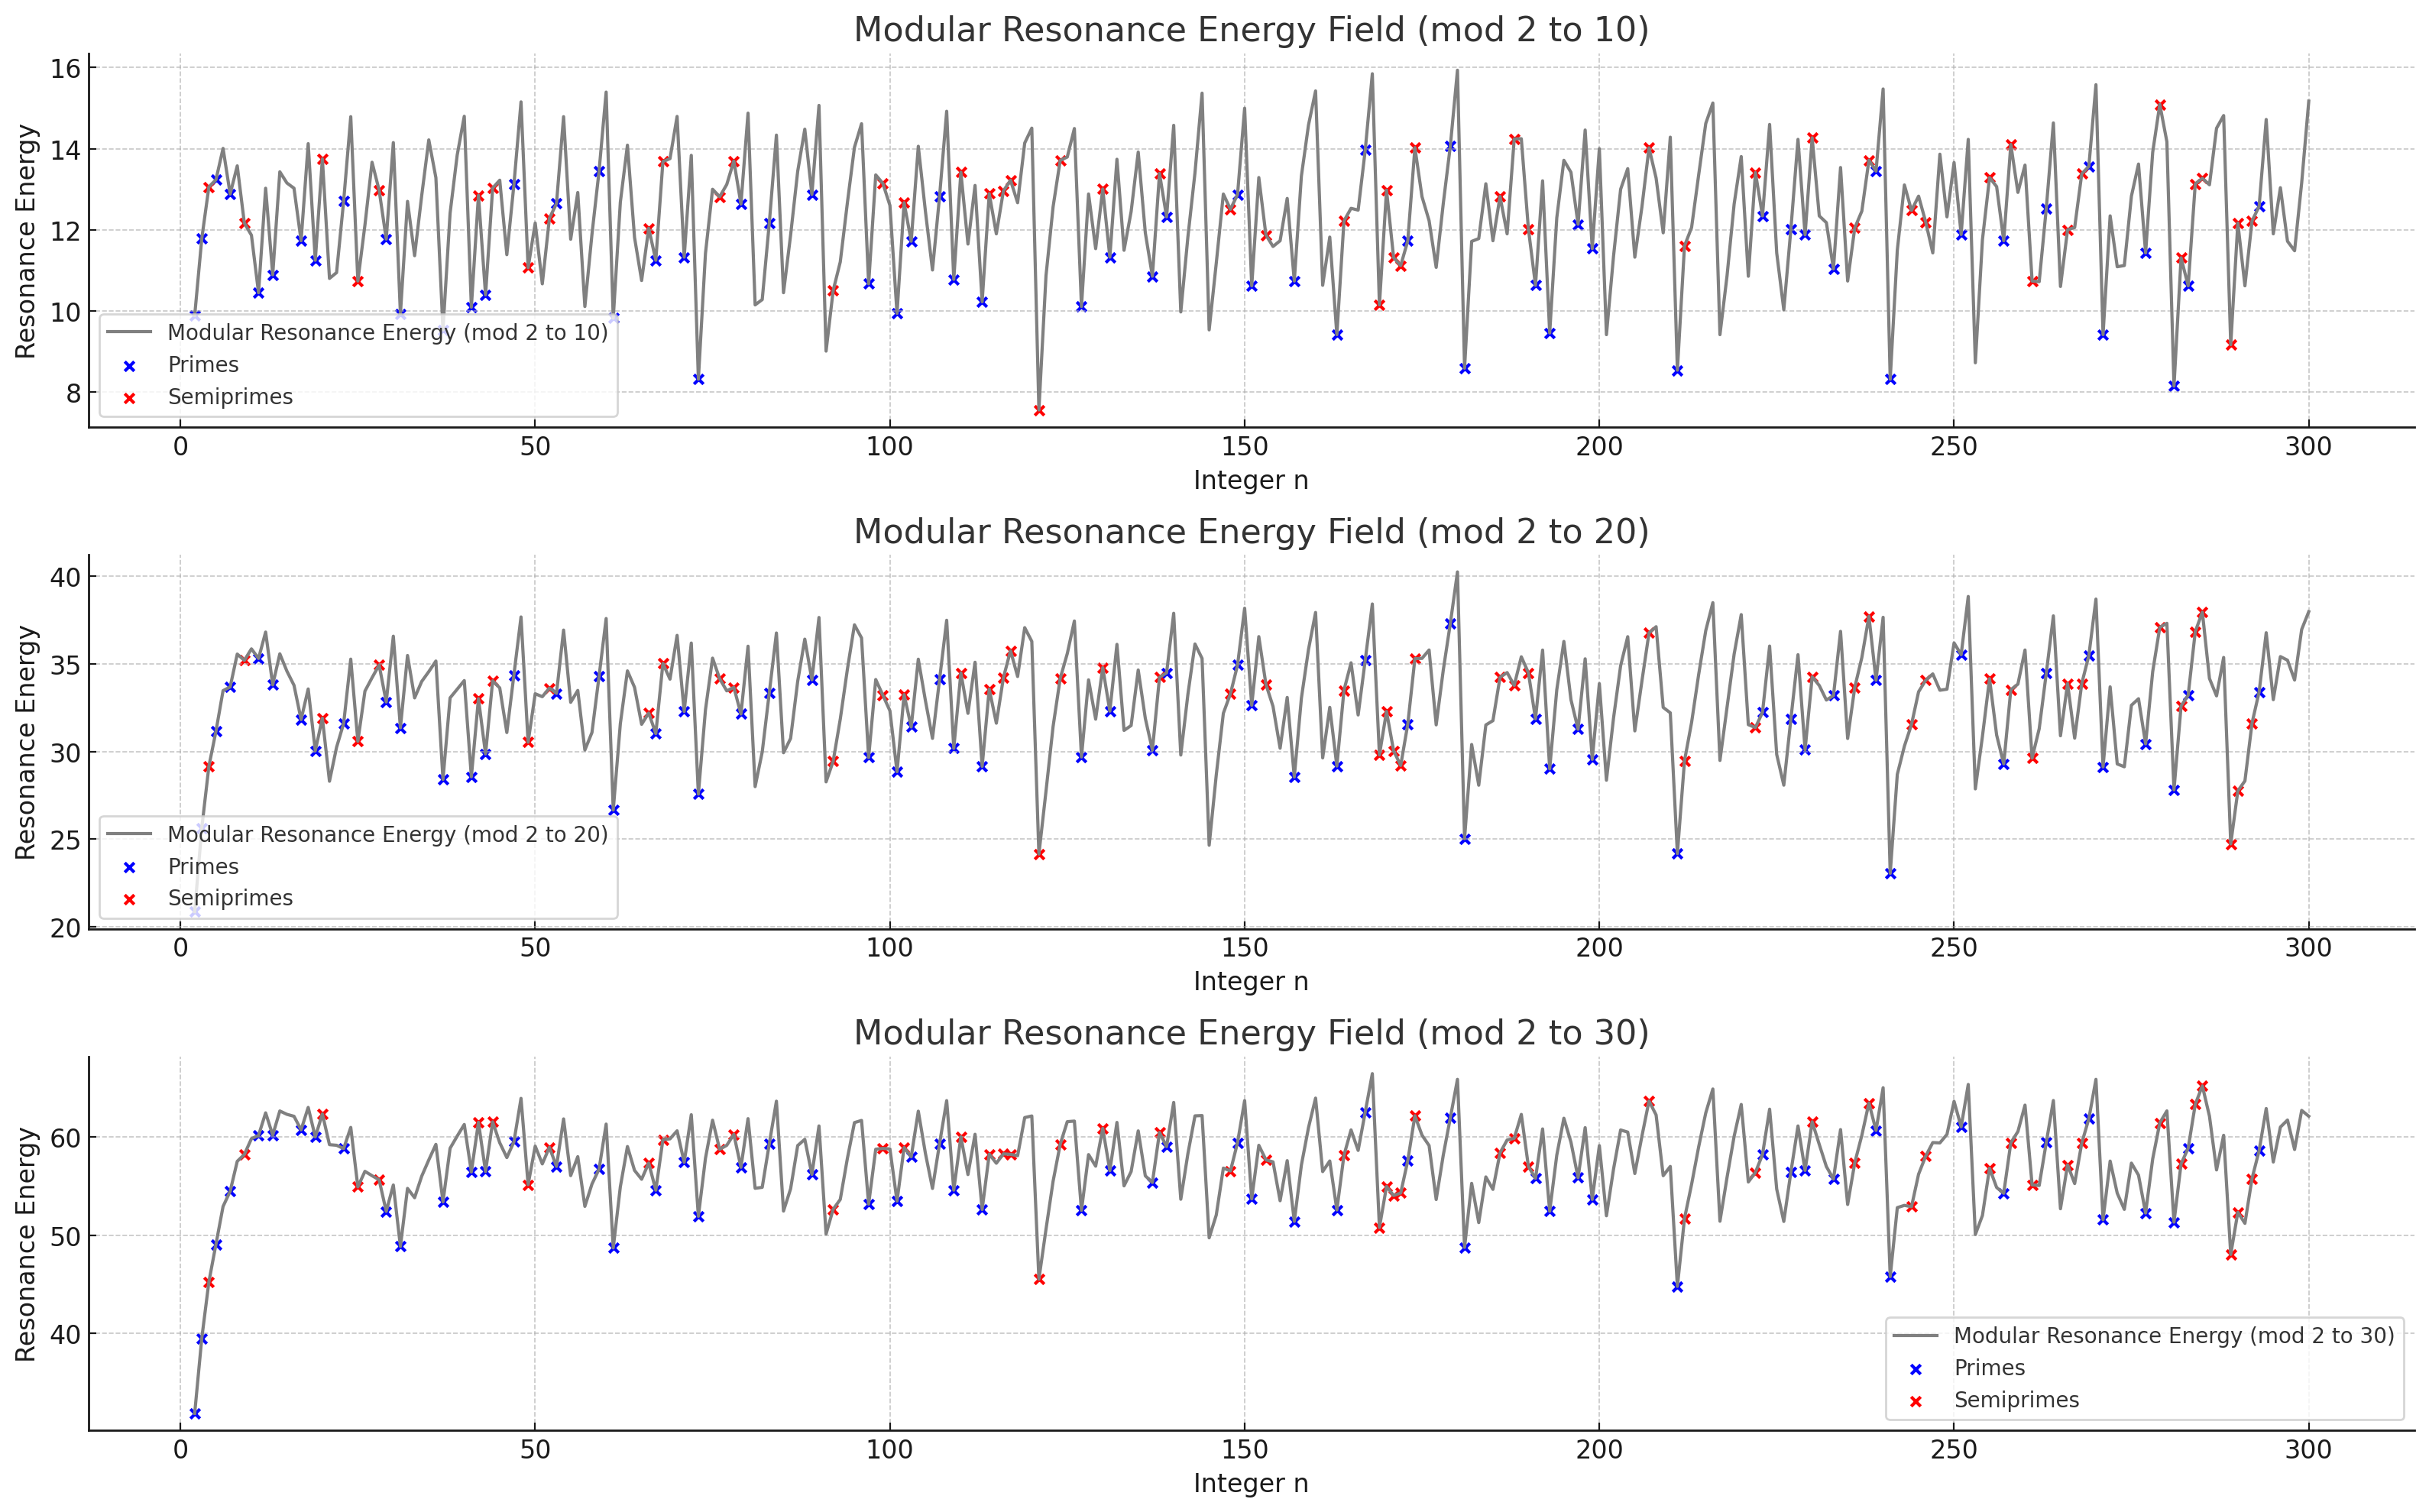 Modular Resonance Energy Field (mod 2 to 10)
16
14
12
10
8
Resonance Energy
Modular Resonance Energy (mod 2 to 10)
Primes
Semiprimes
0 50 100 150 200 250 300
Integer n
Modular Resonance Energy Field (mod 2 to 20)
40
35
30
25
20
Resonance Energy
Modular Resonance Energy (mod 2 to 20)
Primes
Semiprimes
0 50 100 150 200 250 300
Integer n
Modular Resonance Energy Field (mod 2 to 30)
60
50
40
Resonance Energy
Modular Resonance Energy (mod 2 to 30)
Primes
Semiprimes
0 50 100 150 200 250 300
Integer n